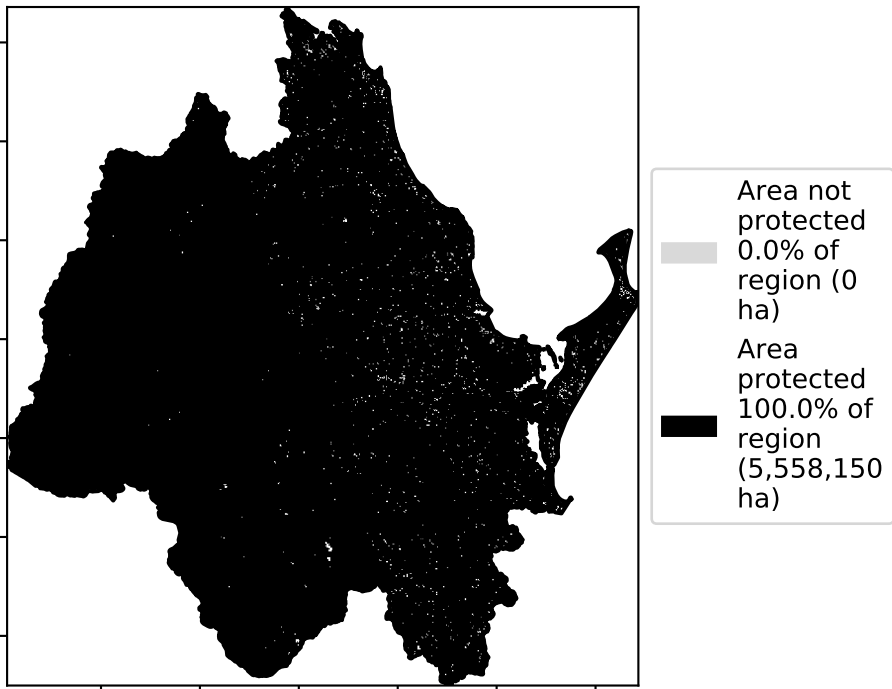 Area not
protected
0.0% of
region (0
ha)
Area
protected
100.0% of
region
(5,558,150
ha)